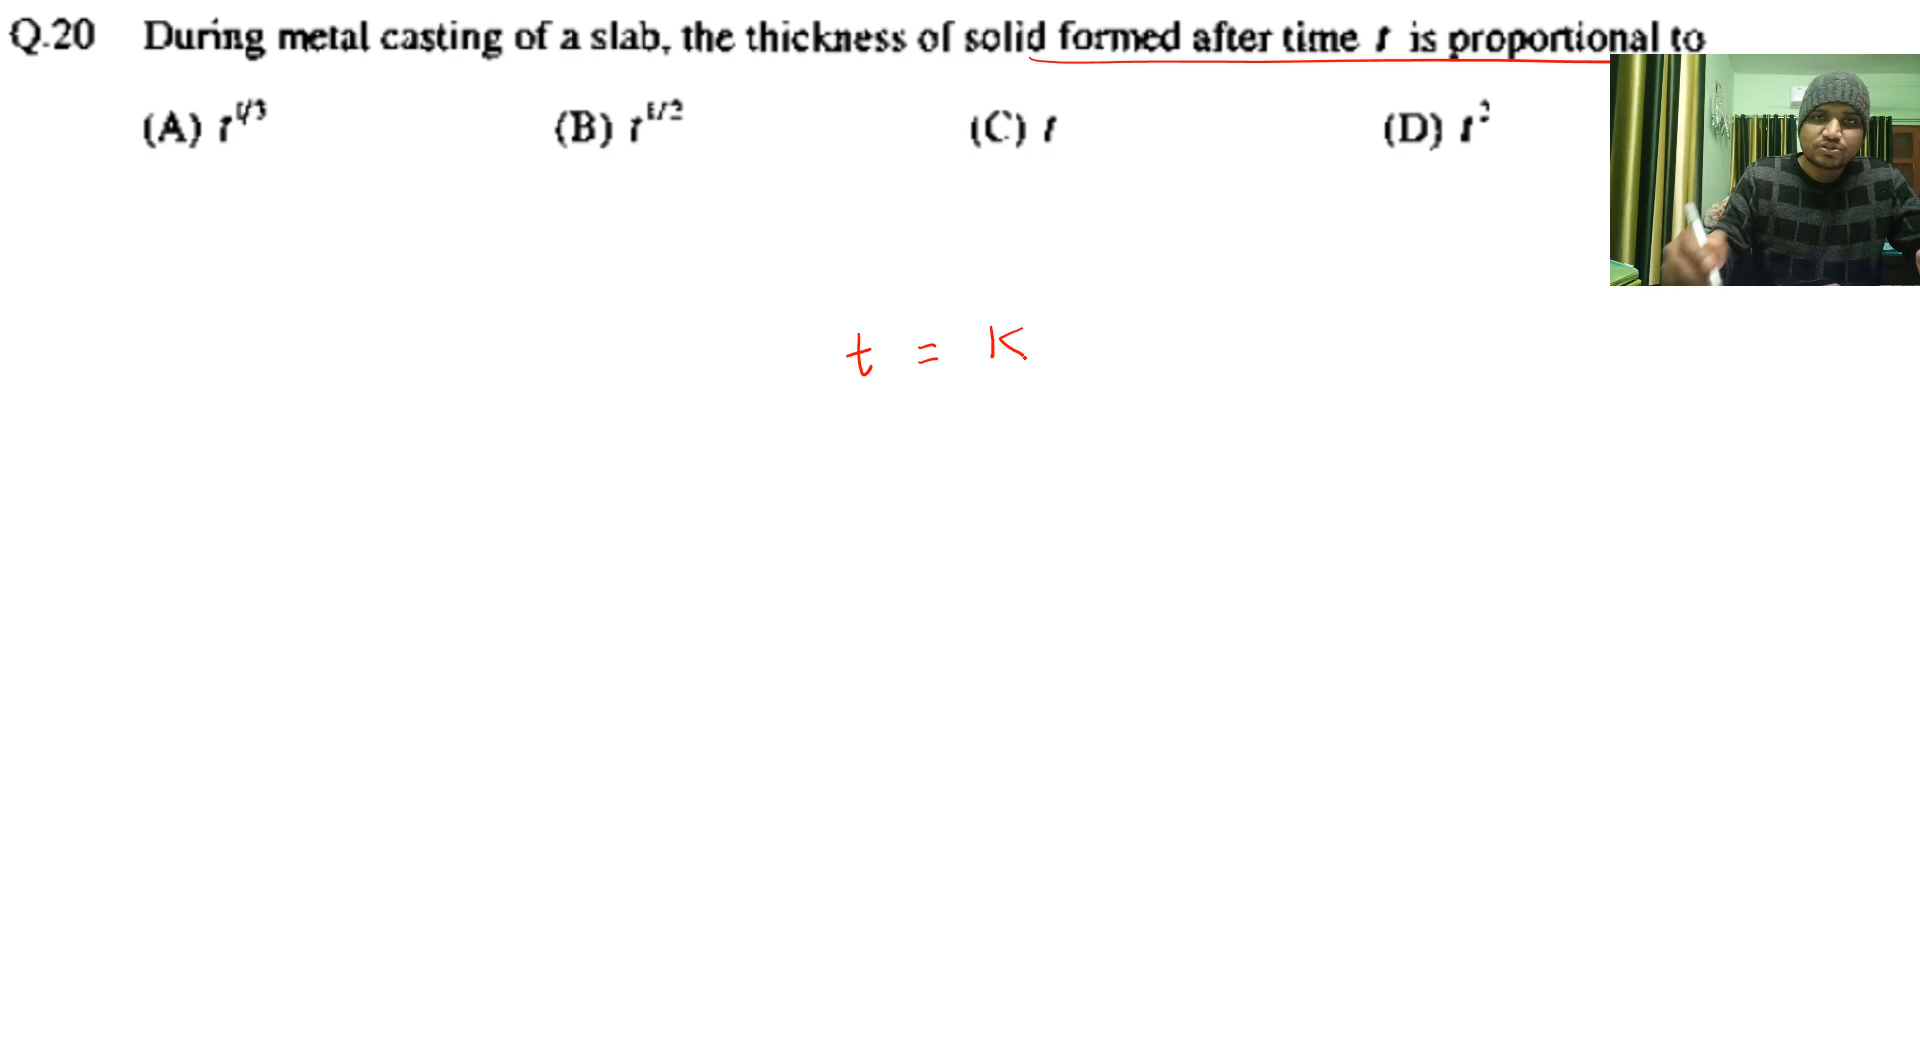 Q.20 During metal casting of a slab, the thickness of solid formed after time t is proportional to
(A) t^1/3 (B) t^1/2 (C) t (D) t^2
t = K